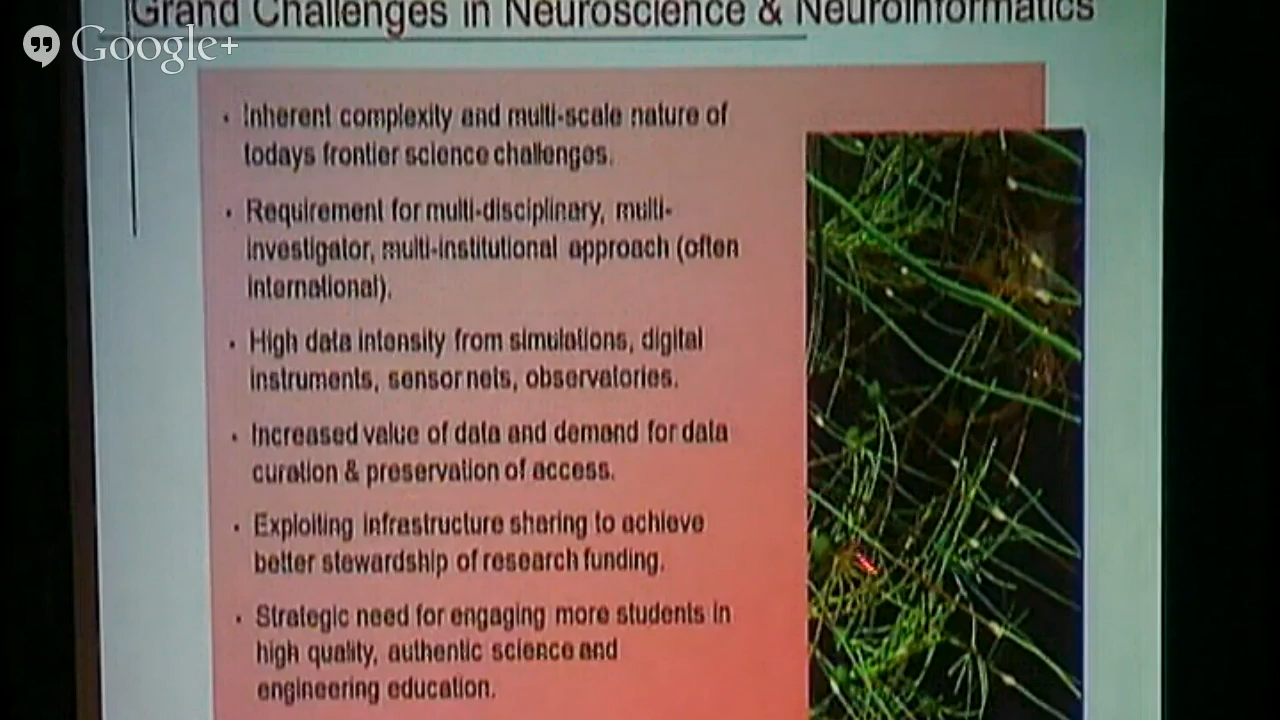 Grand Challenges in Neuroscience & Neuroinformatics
Google+
• Inherent complexity and multi-scale nature of
todays frontier science challenges.
• Requirement for multi-disciplinary, multi-
investigator, multi-institutional approach (often
international).
• High data intensity from simulations, digital
instruments, sensor nets, observatories.
• Increased value of data and demand for data
curation & preservation of access.
• Exploiting infrastructure sharing to achieve
better stewardship of research funding.
• Strategic need for engaging more students in
high quality, authentic science and
engineering education.